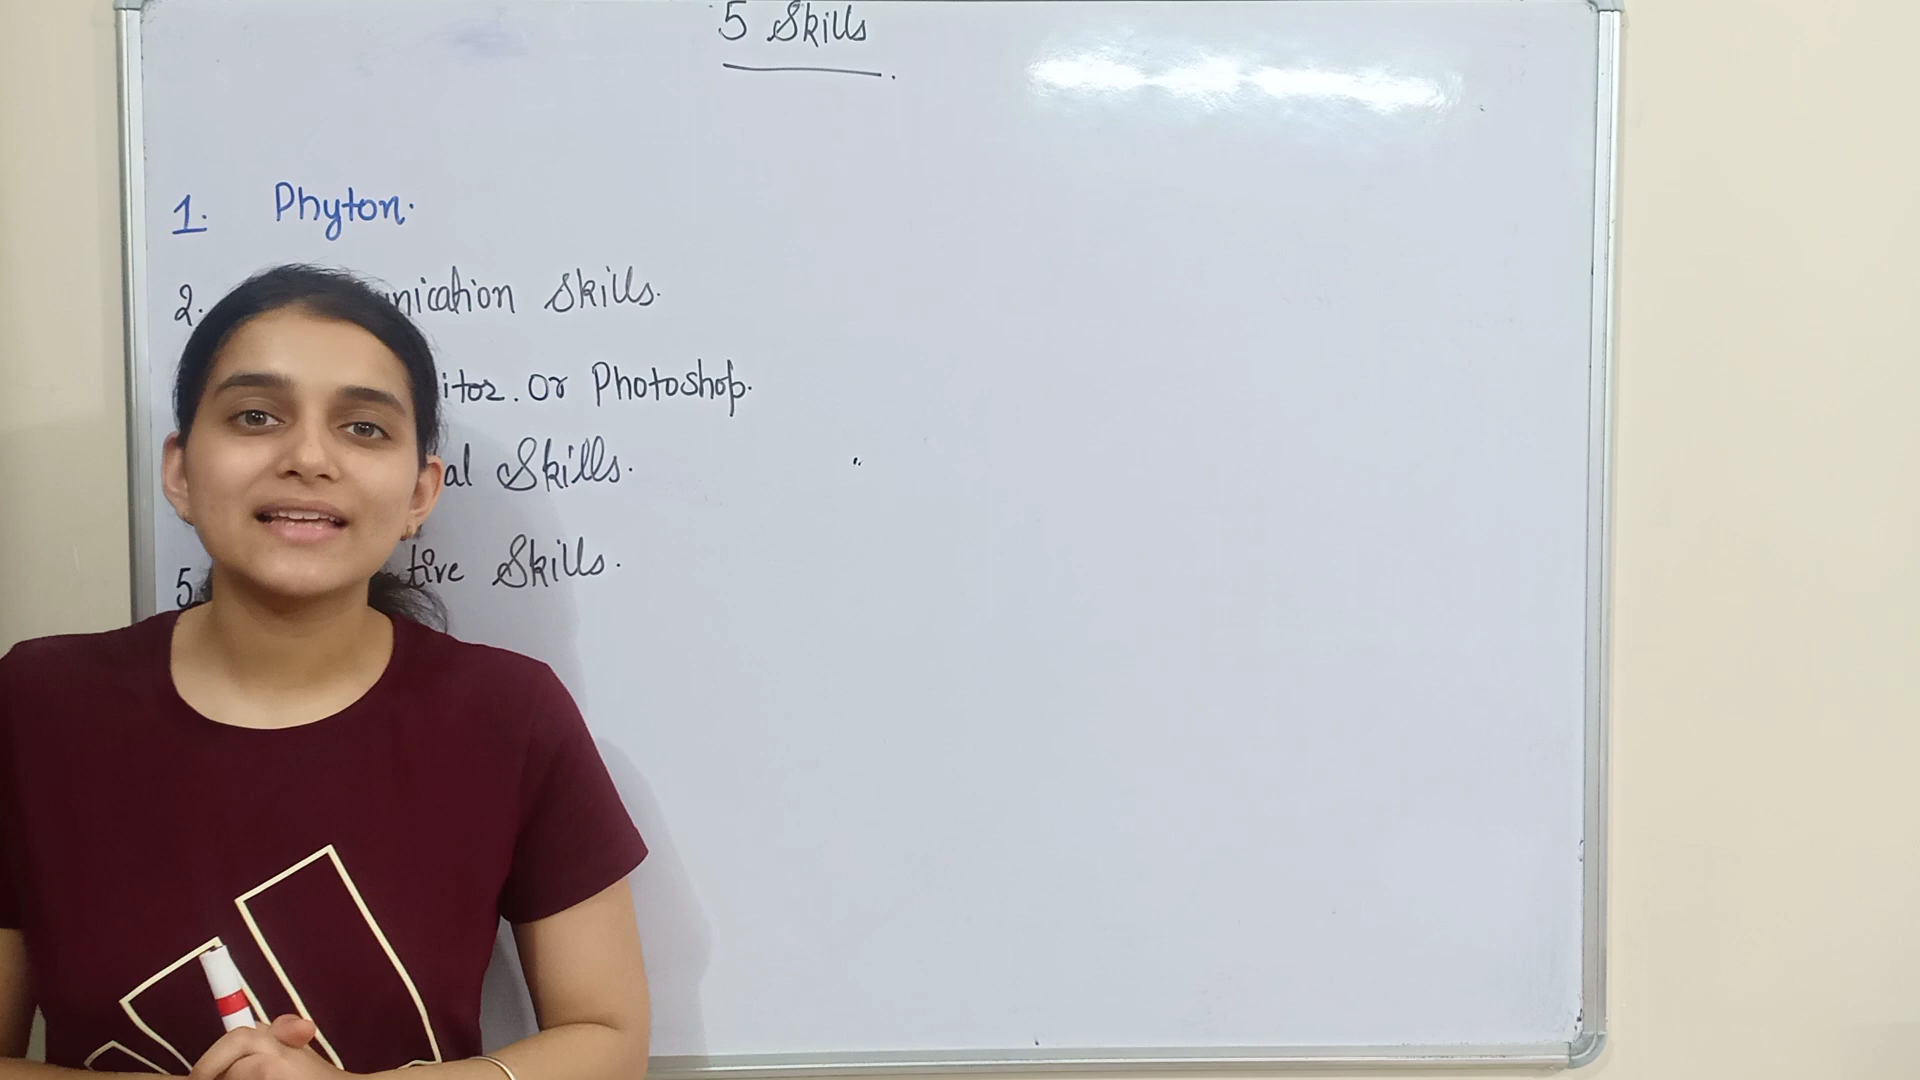 5 Skills
1. Phyton.
2. nication Skills.
itor. Or Photoshop.
al Skills.
5 tive Skills.